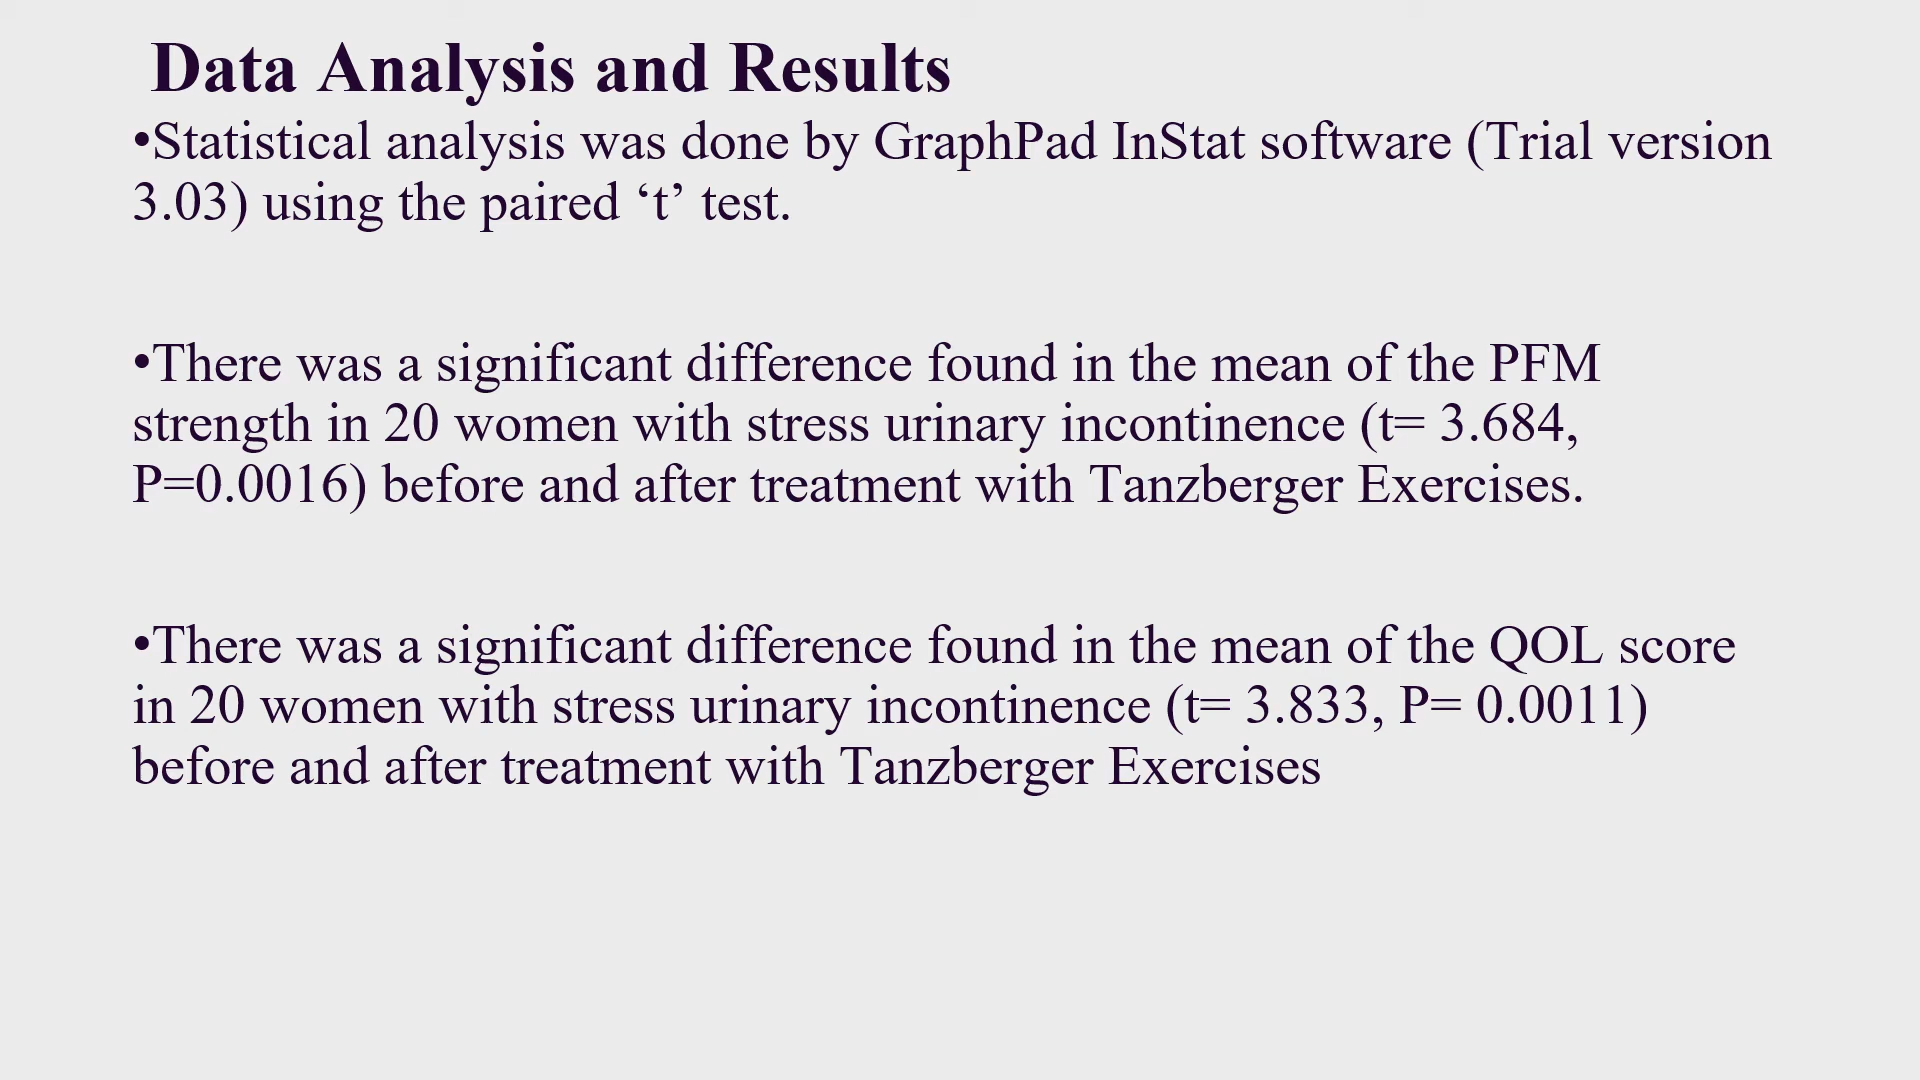 Data Analysis and Results
•Statistical analysis was done by GraphPad InStat software (Trial version
3.03) using the paired ‘t’ test.
•There was a significant difference found in the mean of the PFM
strength in 20 women with stress urinary incontinence (t= 3.684,
P=0.0016) before and after treatment with Tanzberger Exercises.
•There was a significant difference found in the mean of the QOL score
in 20 women with stress urinary incontinence (t= 3.833, P= 0.0011)
before and after treatment with Tanzberger Exercises